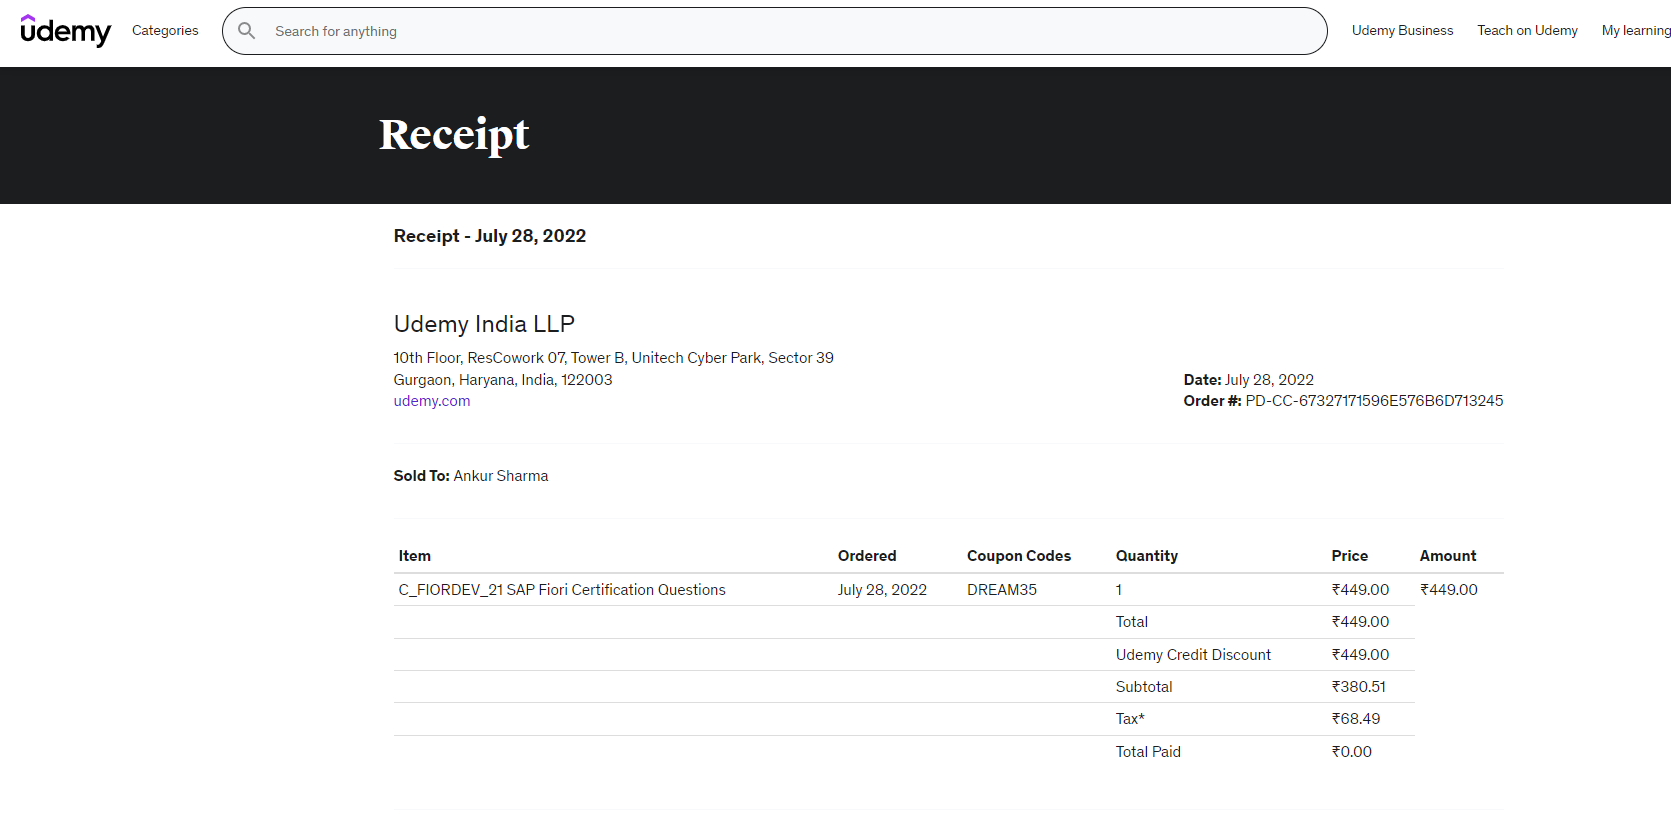 udemy Categories Search for anything Udemy Business Teach on Udemy My learning
Receipt
Receipt - July 28, 2022
Udemy India LLP
10th Floor, ResCowork 07, Tower B, Unitech Cyber Park, Sector 39
Gurgaon, Haryana, India, 122003 Date: July 28, 2022
udemy.com Order #: PD-CC-67327171596E576B6D713245
Sold To: Ankur Sharma
Item Ordered Coupon Codes Quantity Price Amount
C_FIORDEV_21 SAP Fiori Certification Questions July 28, 2022 DREAM35 1 ₹449.00 ₹449.00
Total ₹449.00
Udemy Credit Discount ₹449.00
Subtotal ₹380.51
Tax* ₹68.49
Total Paid ₹0.00